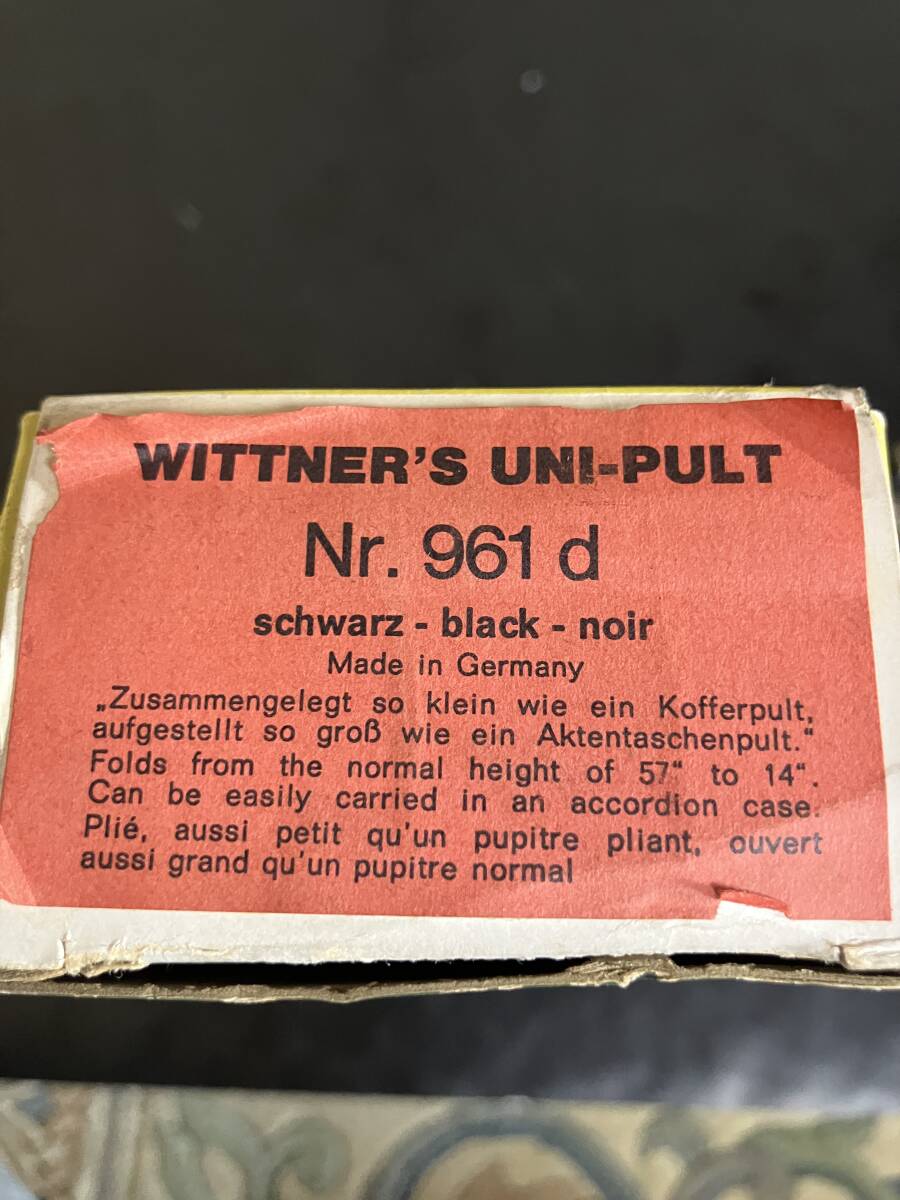 WITTNER'S UNI-PULT
Nr. 961 d
schwarz - black - noir
Made in Germany
„Zusammengelegt so klein wie ein Kofferpult,
aufgestellt so groß wie ein Aktentaschenpult.“
Folds from the normal height of 57“ to 14“.
Can be easily carried in an accordion case.
Plié, aussi petit qu'un pupitre pliant, ouvert
aussi grand qu'un pupitre normal